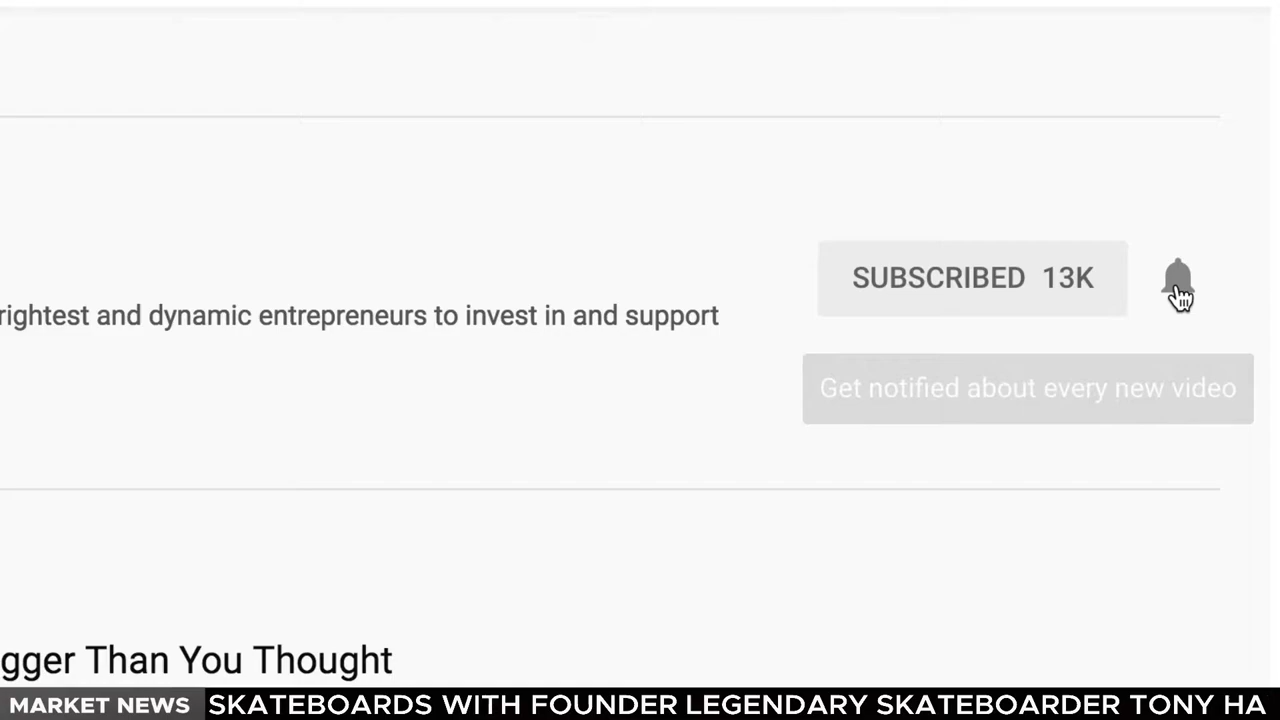 SUBSCRIBED 13K
rightest and dynamic entrepreneurs to invest in and support
Get notified about every new video
gger Than You Thought
MARKET NEWS SKATEBOARDS WITH FOUNDER LEGENDARY SKATEBOARDER TONY HA